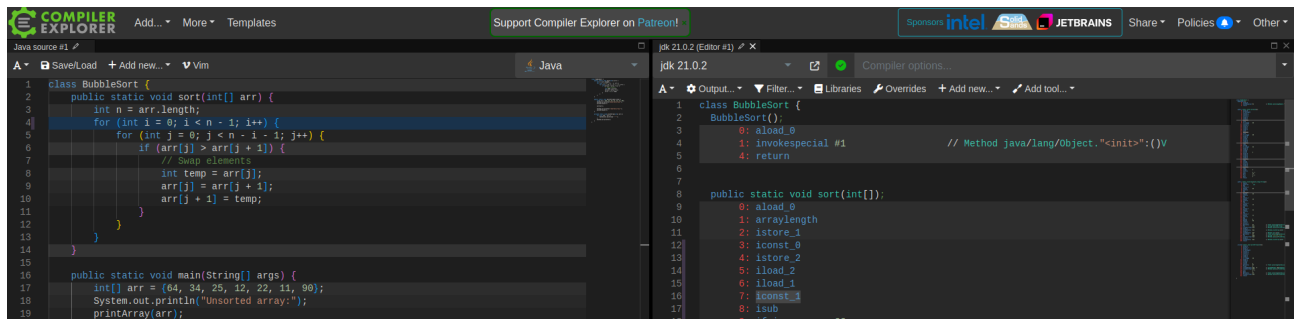 COMPILER EXPLORER Add... More Templates Support Compiler Explorer on Patreon! Sponsors intel Solid Sands JETBRAINS Share Policies Other
Java source #1
A Save/Load + Add new... Vim Java
1 class BubbleSort {
2 public static void sort(int[] arr) {
3 int n = arr.length;
4 for (int i = 0; i < n - 1; i++) {
5 for (int j = 0; j < n - i - 1; j++) {
6 if (arr[j] > arr[j + 1]) {
7 // Swap elements
8 int temp = arr[j];
9 arr[j] = arr[j + 1];
10 arr[j + 1] = temp;
11 }
12 }
13 }
14 }
15
16 public static void main(String[] args) {
17 int[] arr = {64, 34, 25, 12, 22, 11, 90};
18 System.out.println("Unsorted array:");
19 printArray(arr);
jdk 21.0.2 (Editor #1)
jdk 21.0.2 Compiler options...
A Output... Filter... Libraries Overrides + Add new... Add tool...
1 class BubbleSort {
2 BubbleSort();
3 0: aload_0
4 1: invokespecial #1 // Method java/lang/Object."<init>":()V
5 4: return
6
7
8 public static void sort(int[]);
9 0: aload_0
10 1: arraylength
11 2: istore_1
12 3: iconst_0
13 4: istore_2
14 5: iload_2
15 6: iload_1
16 7: iconst_1
17 8: isub